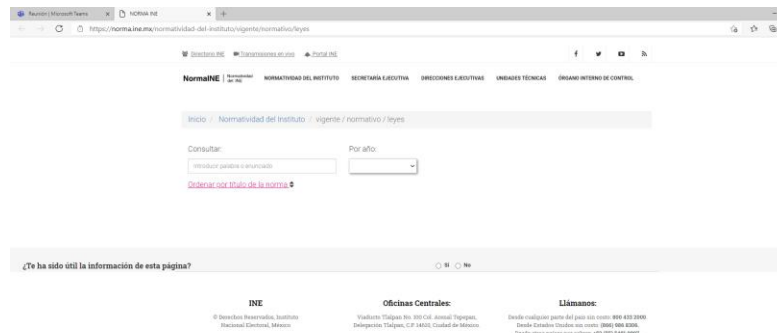 Reunión | Microsoft Teams
NORMA INE
https://norma.ine.mx/normatividad-del-instituto/vigente/normativo/leyes
Directorio INE Transmisiones en vivo Portal INE
NormaINE | Normatividad del INE
NORMATIVIDAD DEL INSTITUTO SECRETARÍA EJECUTIVA DIRECCIONES EJECUTIVAS UNIDADES TÉCNICAS ÓRGANO INTERNO DE CONTROL
Inicio / Normatividad del Instituto / vigente / normativo / leyes
Consultar: Por año:
Introducir palabra o enunciado
Ordenar por título de la norma
¿Te ha sido útil la información de esta página? Sí No
INE
© Derechos Reservados, Instituto
Nacional Electoral, México
Oficinas Centrales:
Viaducto Tlalpan No. 100 Col. Arenal Tepepan,
Delegación Tlalpan, C.P. 14610, Ciudad de México
Llámanos:
Desde cualquier parte del país sin costo: 800 433 2000
Desde Estados Unidos sin costo: (866) 986 8306.